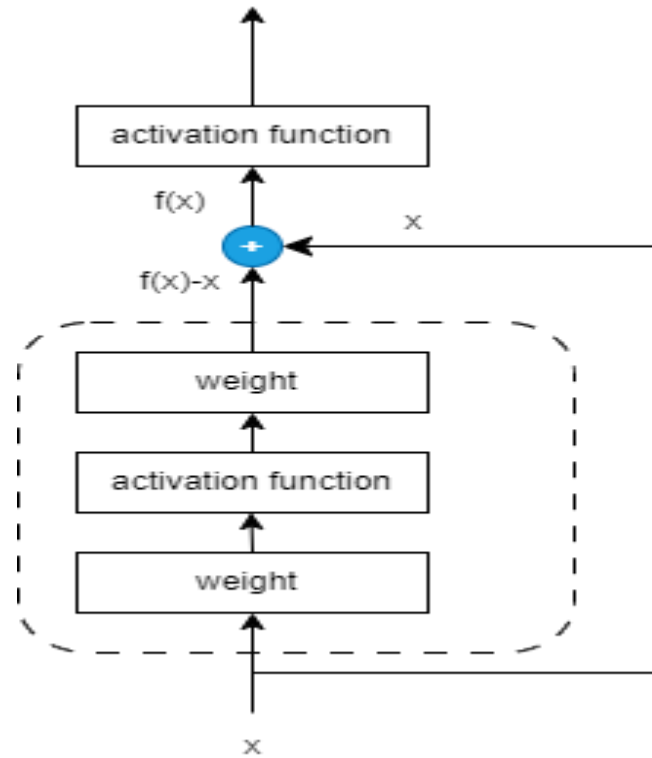 activation function
f(x)
x
+
f(x)-x
weight
activation function
weight
x